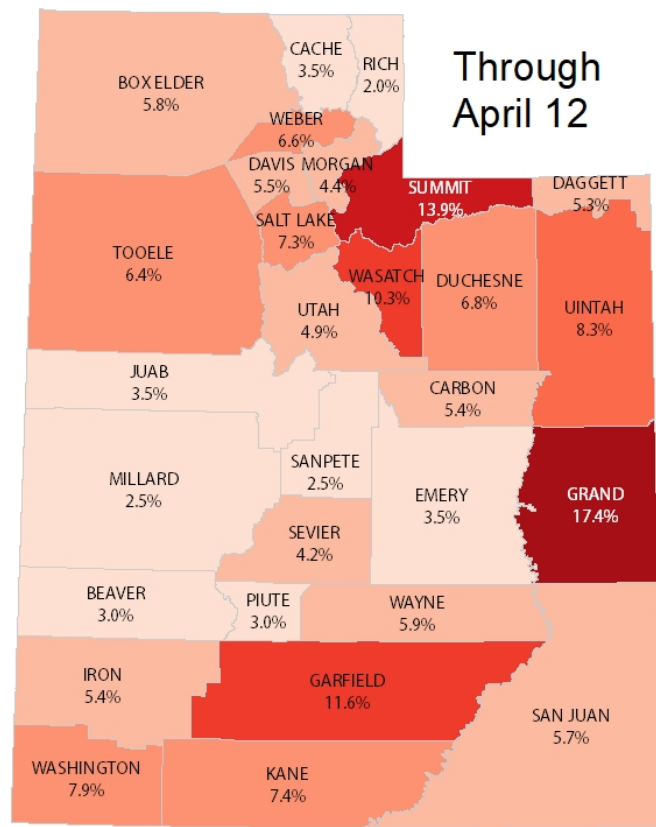 CACHE
3.5%
RICH
2.0%
Through
April 12
BOX ELDER
5.8%
WEBER
6.6%
DAVIS
5.5%
MORGAN
4.4%
SUMMIT
13.9%
DAGGETT
5.3%
SALT LAKE
7.3%
TOOELE
6.4%
WASATCH
10.3%
DUCHESNE
6.8%
UINTAH
8.3%
UTAH
4.9%
JUAB
3.5%
CARBON
5.4%
MILLARD
2.5%
SANPETE
2.5%
EMERY
3.5%
GRAND
17.4%
SEVIER
4.2%
BEAVER
3.0%
PIUTE
3.0%
WAYNE
5.9%
IRON
5.4%
GARFIELD
11.6%
SAN JUAN
5.7%
WASHINGTON
7.9%
KANE
7.4%